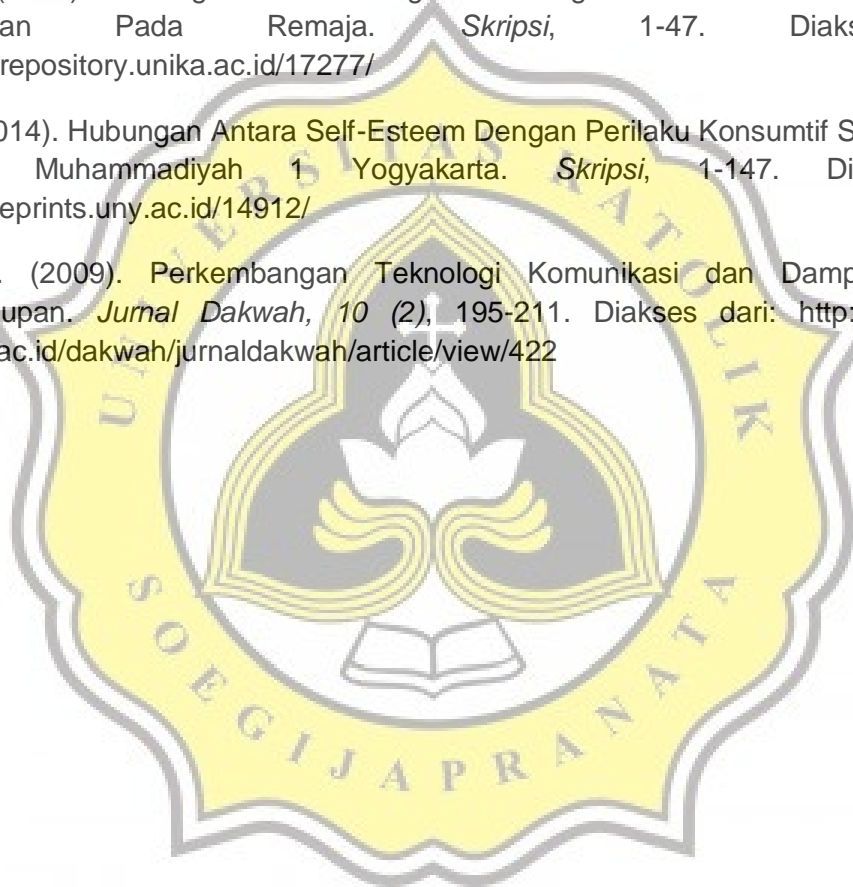 an Pada Remaja. Skripsi, 1-47. Diaks
repository.unika.ac.id/17277/
014). Hubungan Antara Self-Esteem Dengan Perilaku Konsumtif S
Muhammadiyah 1 Yogyakarta. Skripsi, 1-147. Di
eprints.uny.ac.id/14912/
. (2009). Perkembangan Teknologi Komunikasi dan Damp
upan. Jurnal Dakwah, 10 (2), 195-211. Diakses dari: http:
ac.id/dakwah/jurnaldakwah/article/view/422
UNIVERSITAS KATOLIK
SOEGIJAPRANATA